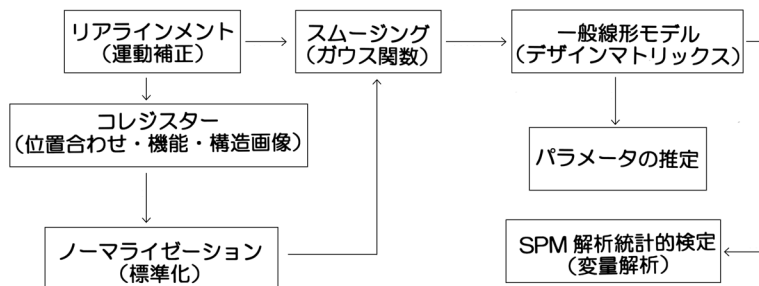 リアラインメント
（運動補正）
スムージング
（ガウス関数）
一般線形モデル
（デザインマトリックス）
コレジスター
（位置合わせ・機能・構造画像）
パラメータの推定
ノーマライゼーション
（標準化）
SPM 解析統計的検定
（変量解析）